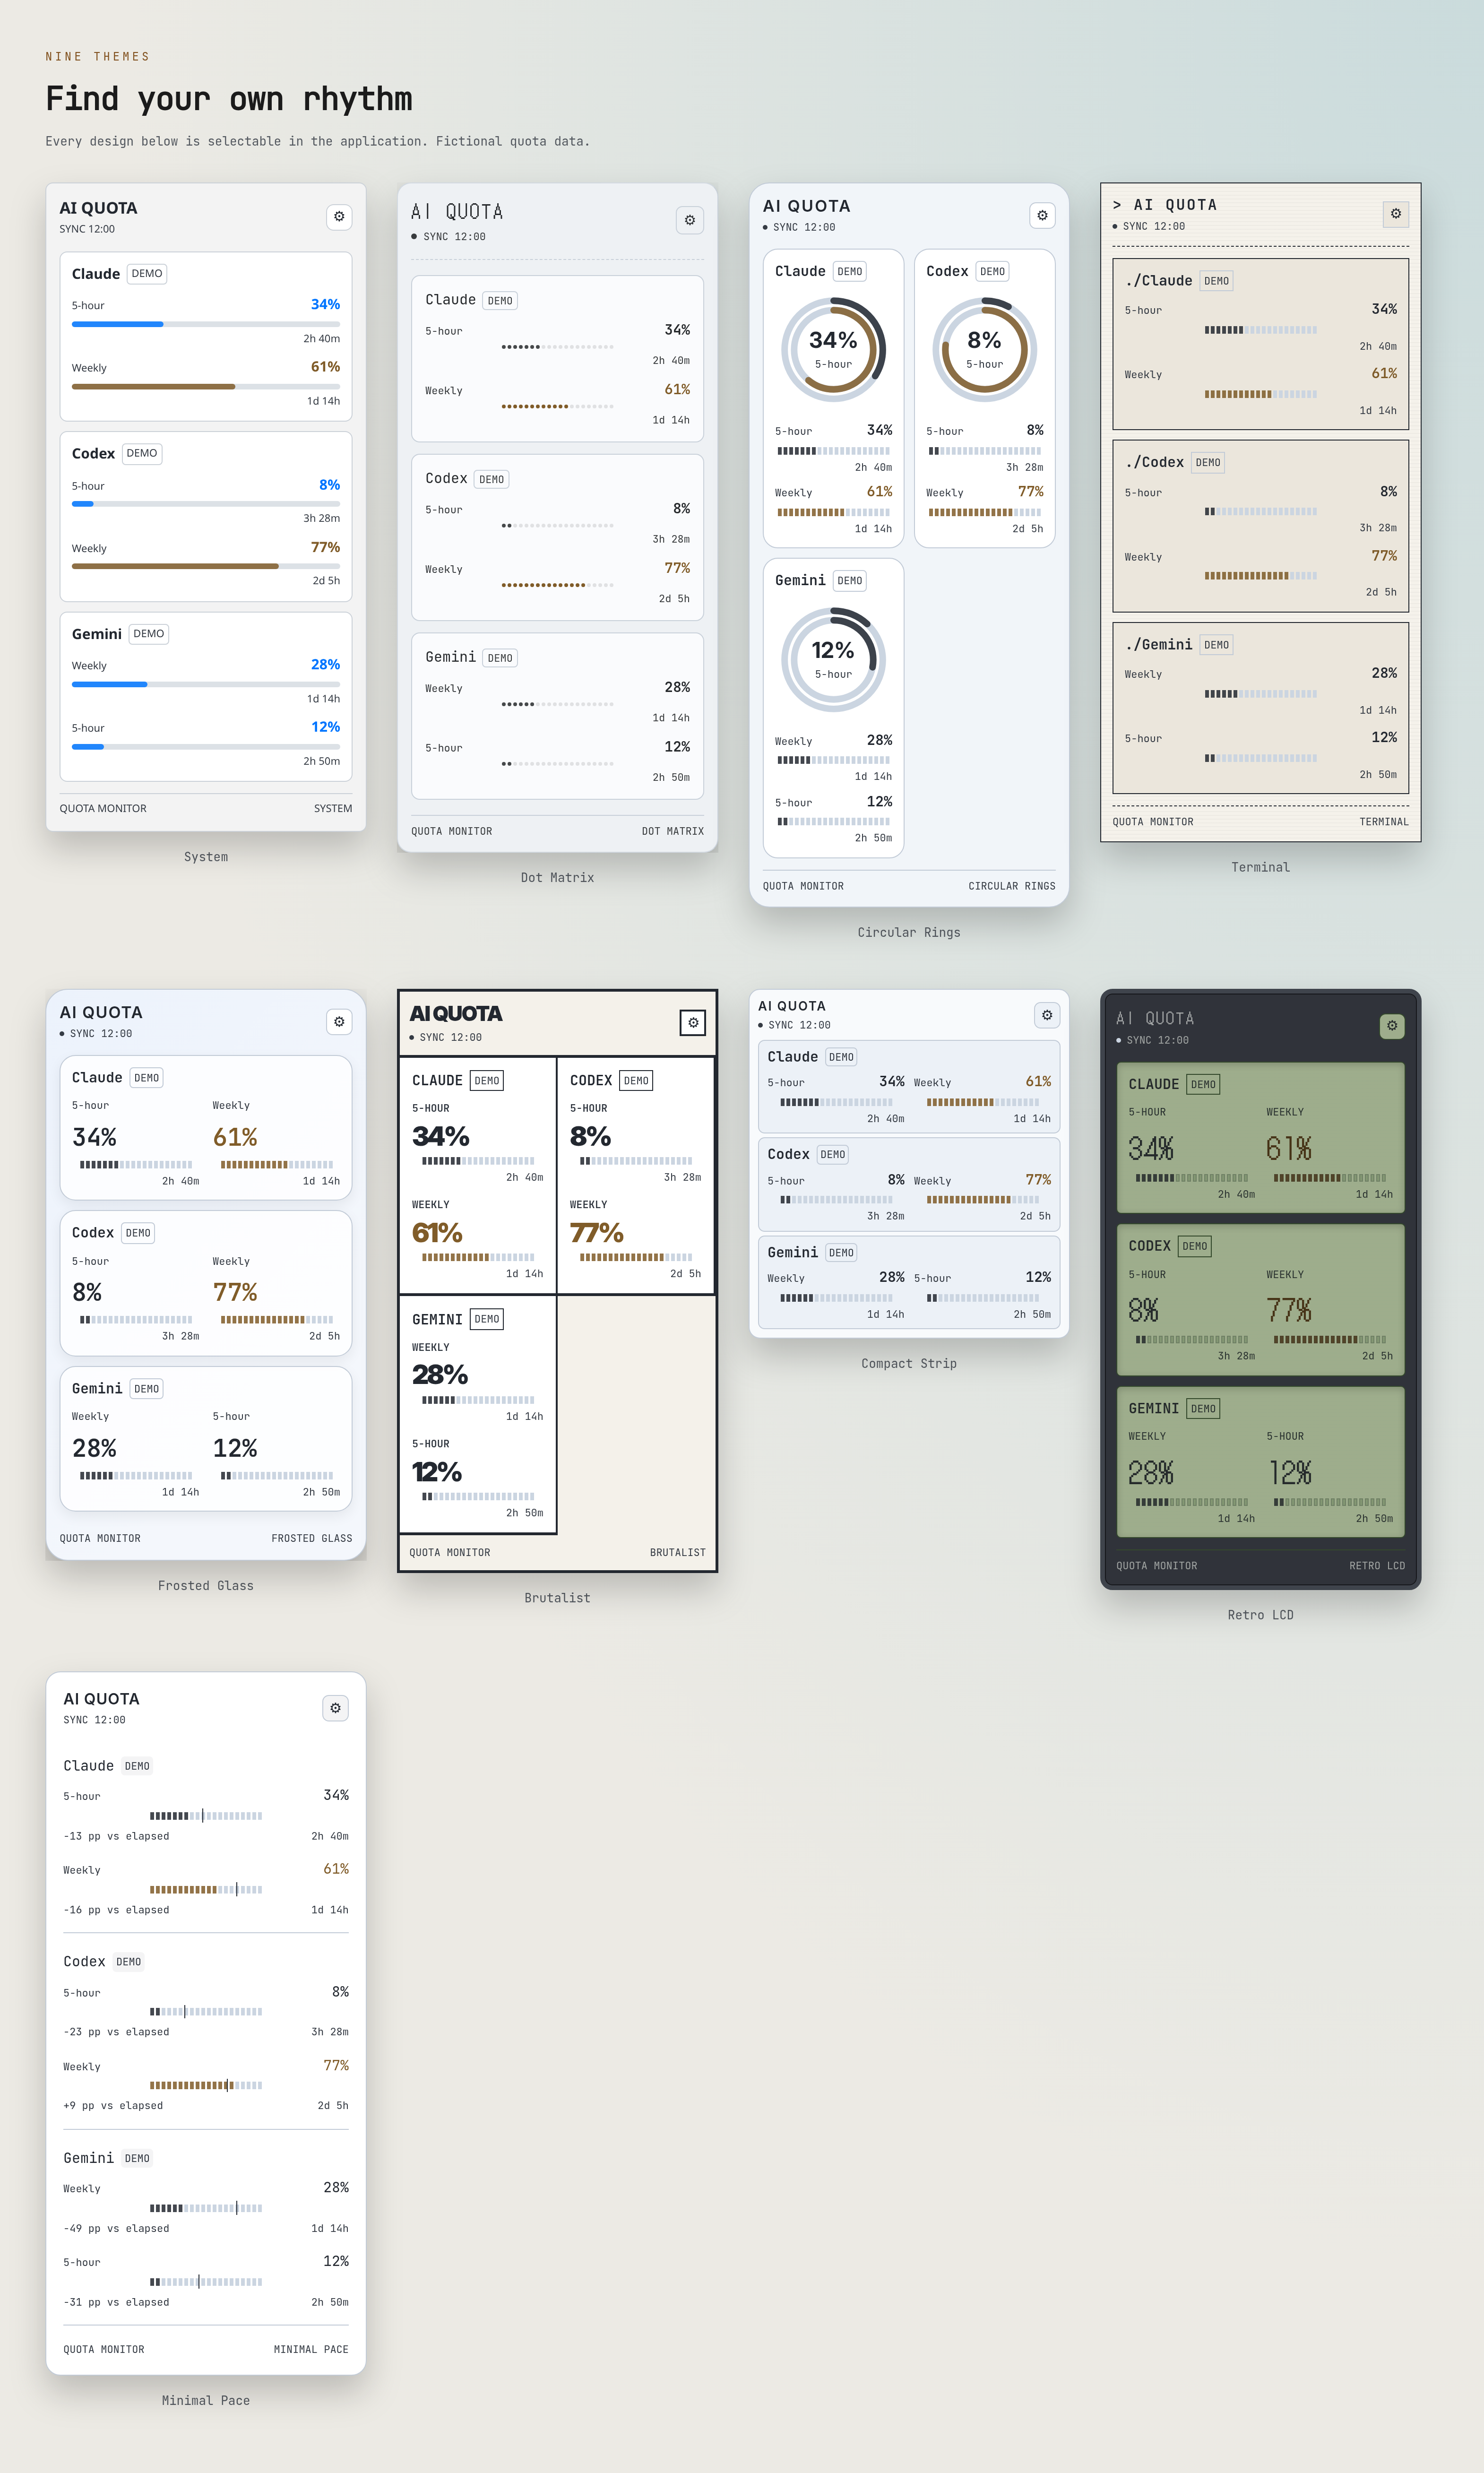 NINE THEMES
Find your own rhythm
Every design below is selectable in the application. Fictional quota data.
AI QUOTA
SYNC 12:00
Claude DEMO
5-hour 34%
2h 40m
Weekly 61%
1d 14h
Codex DEMO
5-hour 8%
3h 28m
Weekly 77%
2d 5h
Gemini DEMO
Weekly 28%
1d 14h
5-hour 12%
2h 50m
QUOTA MONITOR SYSTEM
System
AI QUOTA
SYNC 12:00
Claude DEMO
5-hour 34%
2h 40m
Weekly 61%
1d 14h
Codex DEMO
5-hour 8%
3h 28m
Weekly 77%
2d 5h
Gemini DEMO
Weekly 28%
1d 14h
5-hour 12%
2h 50m
QUOTA MONITOR DOT MATRIX
Dot Matrix
AI QUOTA
SYNC 12:00
Claude DEMO
34%
5-hour
5-hour 34%
2h 40m
Weekly 61%
1d 14h
Codex DEMO
8%
5-hour
5-hour 8%
3h 28m
Weekly 77%
2d 5h
Gemini DEMO
12%
5-hour
Weekly 28%
1d 14h
5-hour 12%
2h 50m
QUOTA MONITOR CIRCULAR RINGS
Circular Rings
> AI QUOTA
SYNC 12:00
./Claude DEMO
5-hour 34%
2h 40m
Weekly 61%
1d 14h
./Codex DEMO
5-hour 8%
3h 28m
Weekly 77%
2d 5h
./Gemini DEMO
Weekly 28%
1d 14h
5-hour 12%
2h 50m
QUOTA MONITOR TERMINAL
Terminal
AI QUOTA
SYNC 12:00
Claude DEMO
5-hour Weekly
34% 61%
2h 40m 1d 14h
Codex DEMO
5-hour Weekly
8% 77%
3h 28m 2d 5h
Gemini DEMO
Weekly 5-hour
28% 12%
1d 14h 2h 50m
QUOTA MONITOR FROSTED GLASS
Frosted Glass
AI QUOTA
SYNC 12:00
CLAUDE DEMO
5-HOUR
34%
2h 40m
WEEKLY
61%
1d 14h
CODEX DEMO
5-HOUR
8%
3h 28m
WEEKLY
77%
2d 5h
GEMINI DEMO
WEEKLY
28%
1d 14h
5-HOUR
12%
2h 50m
QUOTA MONITOR BRUTALIST
Brutalist
AI QUOTA
SYNC 12:00
Claude DEMO
5-hour 34% Weekly 61%
2h 40m 1d 14h
Codex DEMO
5-hour 8% Weekly 77%
3h 28m 2d 5h
Gemini DEMO
Weekly 28% 5-hour 12%
1d 14h 2h 50m
Compact Strip
AI QUOTA
SYNC 12:00
CLAUDE DEMO
5-HOUR WEEKLY
34% 61%
2h 40m 1d 14h
CODEX DEMO
5-HOUR WEEKLY
8% 77%
3h 28m 2d 5h
GEMINI DEMO
WEEKLY 5-HOUR
28% 12%
1d 14h 2h 50m
QUOTA MONITOR RETRO LCD
Retro LCD
AI QUOTA
SYNC 12:00
Claude DEMO
5-hour 34%
-13 pp vs elapsed 2h 40m
Weekly 61%
-16 pp vs elapsed 1d 14h
Codex DEMO
5-hour 8%
-23 pp vs elapsed 3h 28m
Weekly 77%
+9 pp vs elapsed 2d 5h
Gemini DEMO
Weekly 28%
-49 pp vs elapsed 1d 14h
5-hour 12%
-31 pp vs elapsed 2h 50m
QUOTA MONITOR MINIMAL PACE
Minimal Pace